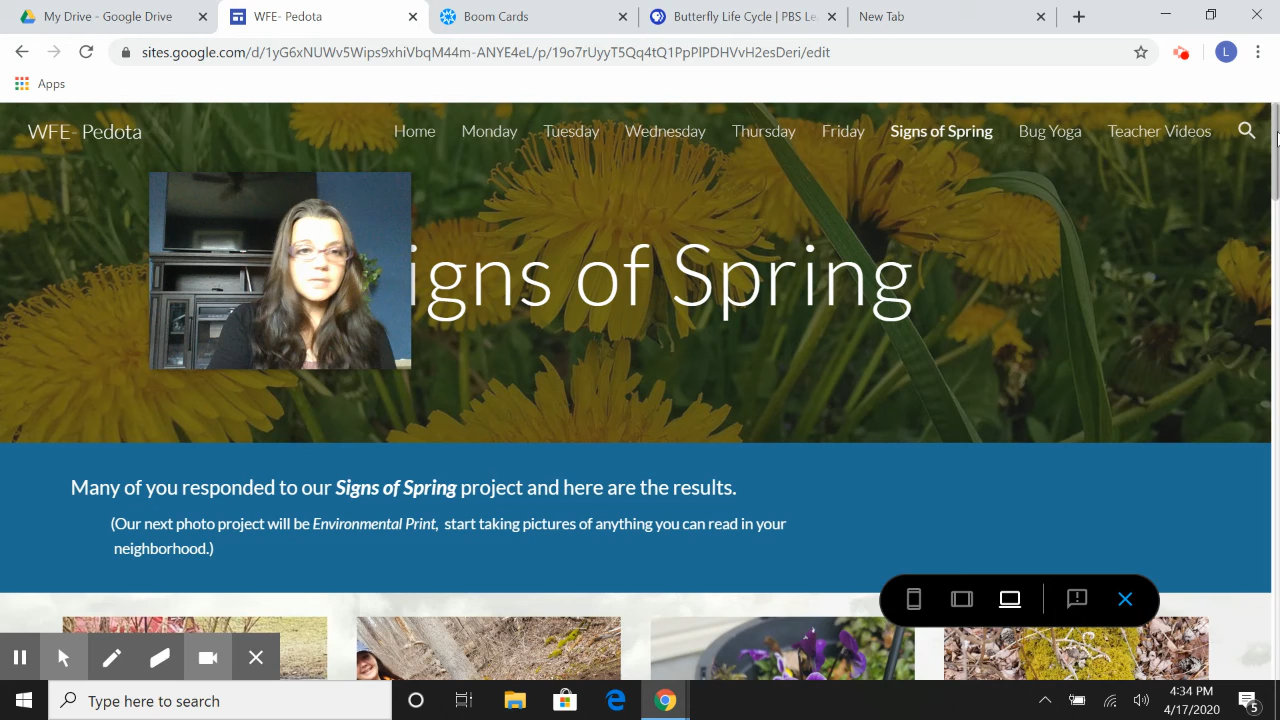 My Drive - Google Drive
WFE- Pedota
Boom Cards
Butterfly Life Cycle | PBS Le
New Tab
sites.google.com/d/1yG6xNUWv5Wips9xhiVbqM44m-ANYE4eL/p/19o7rUyyT5Qq4tQ1PpPlPDHVvH2esDeri/edit
L
Apps
WFE- Pedota
Home Monday Tuesday Wednesday Thursday Friday Signs of Spring Bug Yoga Teacher Videos
igns of Spring
Many of you responded to our Signs of Spring project and here are the results.
(Our next photo project will be Environmental Print, start taking pictures of anything you can read in your
neighborhood.)
Type here to search
4:34 PM
4/17/2020
5